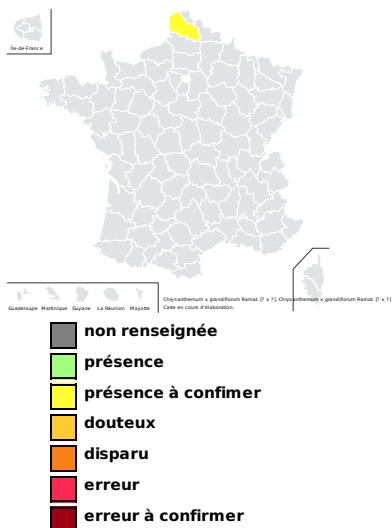 Île-de-France
Guadeloupe Martinique Guyane La Réunion Mayotte
Chrysanthemum x grandiflorum Ramat. [? x ?], Chrysanthemum x grandiflorum Ramat. [? x ?]
Carte en cours d'élaboration.
non renseignée
présence
présence à confimer
douteux
disparu
erreur
erreur à confirmer